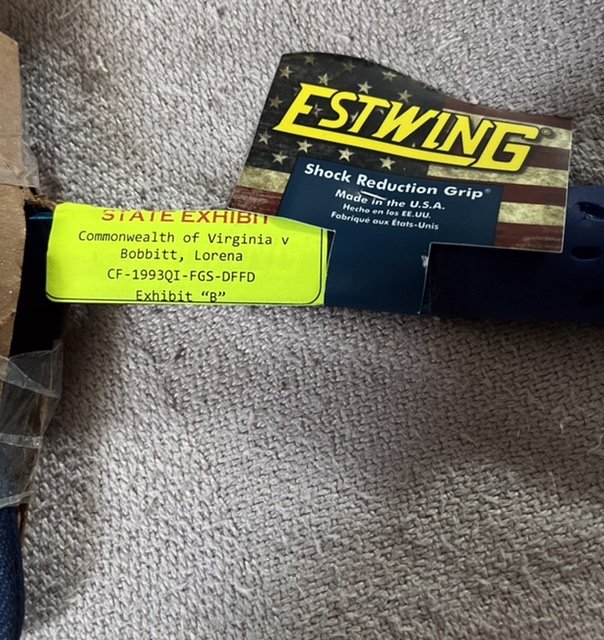 ESTWING®
Shock Reduction Grip®
Made in the U.S.A.
Hecho en los EE.UU.
Fabriqué aux États-Unis
STATE EXHIBIT
Commonwealth of Virginia v
Bobbitt, Lorena
CF-1993QI-FGS-DFFD
Exhibit “B”